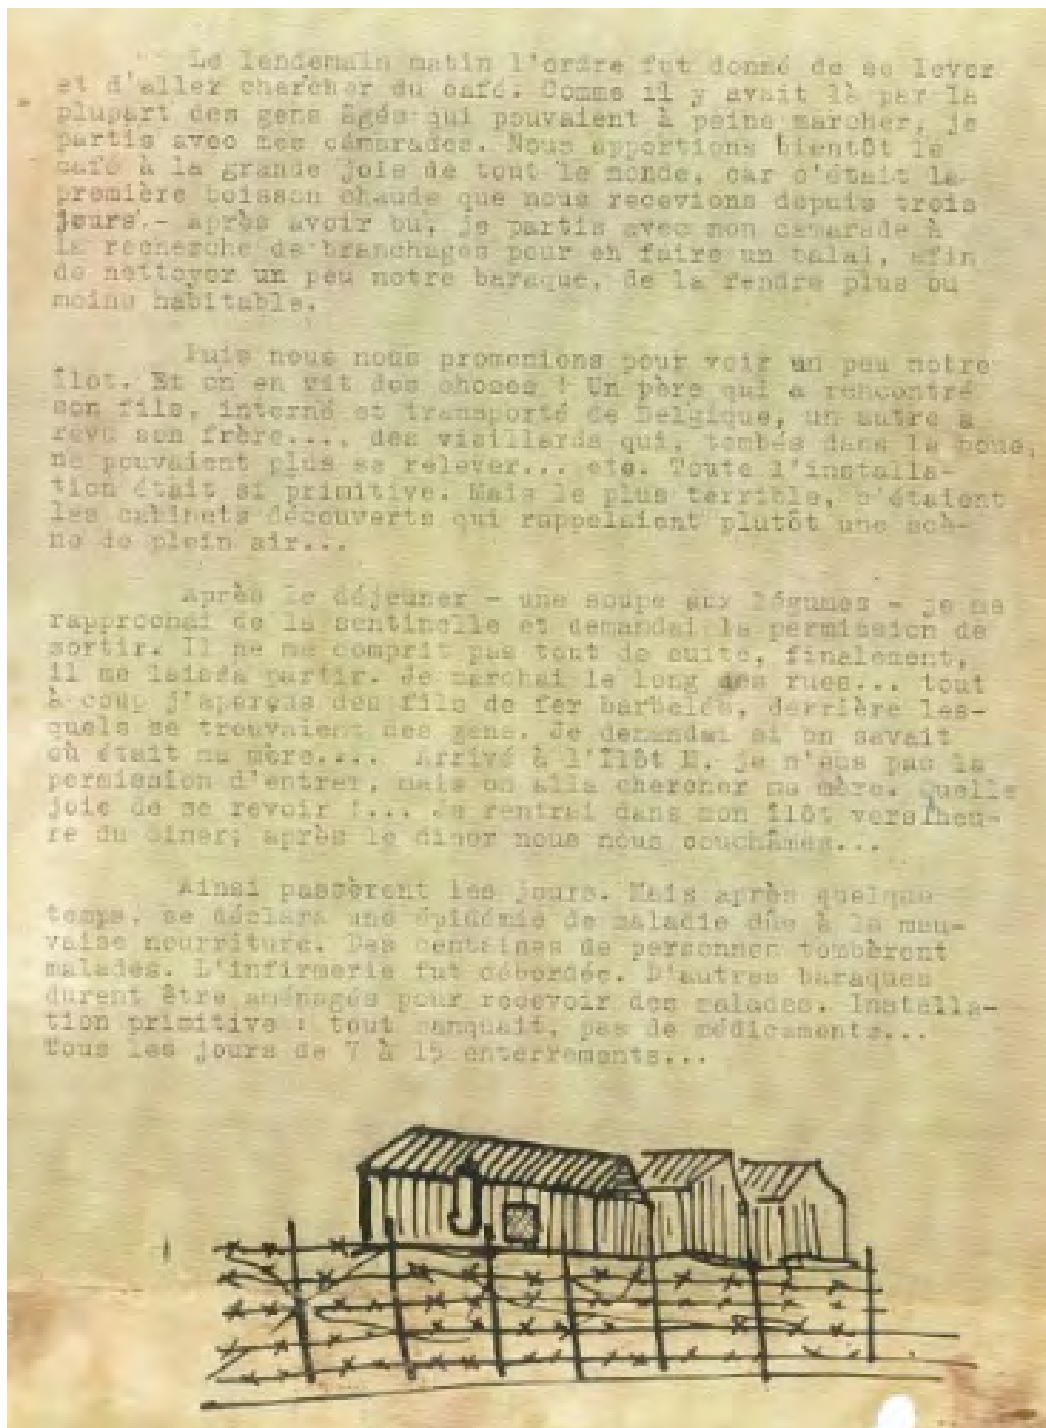 Le lendemain matin l'ordre fut donné de se lever
et d'aller chercher du café. Comme il y avait là par la
plupart des gens âgés qui pouvaient à peine marcher, je
partis avec mes camarades. Nous apportions bientôt le
café à la grande joie de tout le monde, car c'était la
première boisson chaude que nous recevions depuis trois
jours.- après avoir bu, je partis avec mon camarade à
la recherche de branchages pour en faire un balai, afin
de nettoyer un peu notre baraque, de la rendre plus ou
moins habitable.
Puis nous nous promenions pour voir un peu notre
îlot. Et on en vit des choses ! Un père qui a rencontré
son fils, interné et transporté de Belgique, un autre a
revu son frère...., des vieillards qui, tombés dans la boue,
ne pouvaient plus se relever... etc. Toute l'installa-
tion était si primitive. Mais le plus terrible, c'étaient
les cabinets découverts qui rappelaient plutôt une scè-
ne de plein air...
Après le déjeuner - une soupe aux légumes - je me
rapprochai de la sentinelle et demandai la permission de
sortir. Il ne me comprit pas tout de suite, finalement,
il me laissa partir. Je marchai le long des rues... tout
à coup j'aperçus des fils de fer barbelés, derrière les-
quels se trouvaient des gens. Je demandai si on savait
où était ma mère.... Arrivé à l'îlôt M, je n'eus pas la
permission d'entrer, mais on alla chercher ma mère. Quelle
joie de se revoir !... Je rentrai dans mon îlôt vers lheu-
re du diner; après le diner nous nous couchâmes...
Ainsi passèrent les jours. Mais après quelque
temps, se déclara une épidémie de maladie dûe à la mau-
vaise nourriture. Des centaines de personnes tombèrent
malades. L'infirmerie fut débordée. D'autres baraques
durent être aménagés pour recevoir des malades. Installa-
tion primitive : tout manquait, pas de médicaments...
Tous les jours de 7 à 15 enterrements...